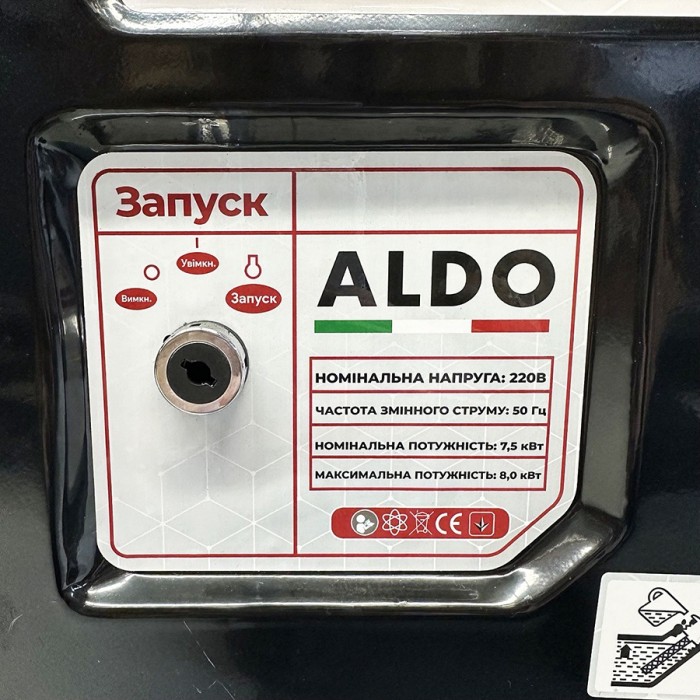 Запуск
Увімкн.
Вимкн.
Запуск
ALDO
НОМІНАЛЬНА НАПРУГА: 220В
ЧАСТОТА ЗМІННОГО СТРУМУ: 50 Гц
НОМІНАЛЬНА ПОТУЖНІСТЬ: 7,5 кВт
МАКСИМАЛЬНА ПОТУЖНІСТЬ: 8,0 кВт
CE